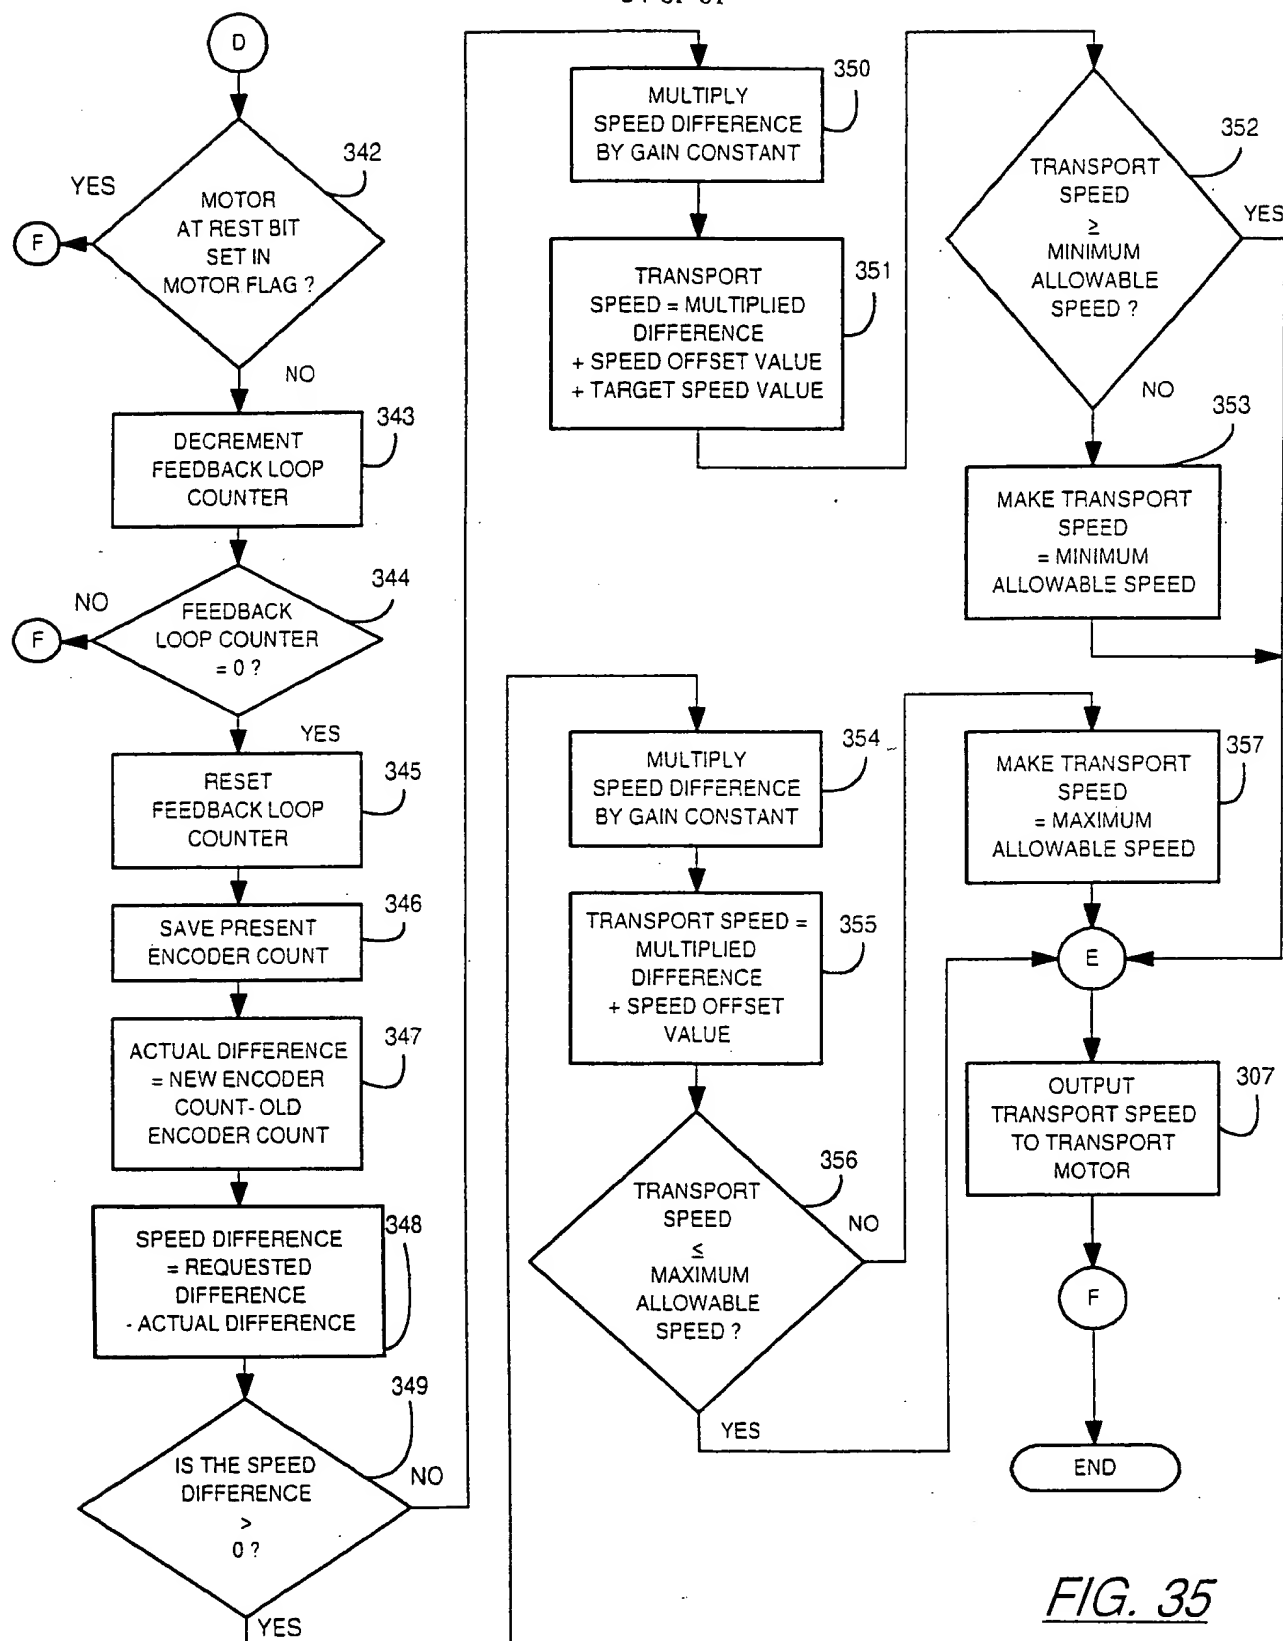 D
342
YES
MOTOR
AT REST BIT
SET IN
MOTOR FLAG ?
F
NO
343
DECREMENT
FEEDBACK LOOP
COUNTER
344
NO
FEEDBACK
LOOP COUNTER
= 0 ?
F
YES
345
RESET
FEEDBACK LOOP
COUNTER
346
SAVE PRESENT
ENCODER COUNT
347
ACTUAL DIFFERENCE
= NEW ENCODER
COUNT- OLD
ENCODER COUNT
348
SPEED DIFFERENCE
= REQUESTED
DIFFERENCE
- ACTUAL DIFFERENCE
349
IS THE SPEED
DIFFERENCE
>
0 ?
NO
YES
350
MULTIPLY
SPEED DIFFERENCE
BY GAIN CONSTANT
351
TRANSPORT
SPEED = MULTIPLIED
DIFFERENCE
+ SPEED OFFSET VALUE
+ TARGET SPEED VALUE
352
TRANSPORT
SPEED
≥
MINIMUM
ALLOWABLE
SPEED ?
YES
NO
353
MAKE TRANSPORT
SPEED
= MINIMUM
ALLOWABLE SPEED
354
MULTIPLY
SPEED DIFFERENCE
BY GAIN CONSTANT
355
TRANSPORT SPEED =
MULTIPLIED
DIFFERENCE
+ SPEED OFFSET
VALUE
356
TRANSPORT
SPEED
≤
MAXIMUM
ALLOWABLE
SPEED ?
NO
YES
357
MAKE TRANSPORT
SPEED
= MAXIMUM
ALLOWABLE SPEED
E
307
OUTPUT
TRANSPORT SPEED
TO TRANSPORT
MOTOR
F
END
FIG. 35